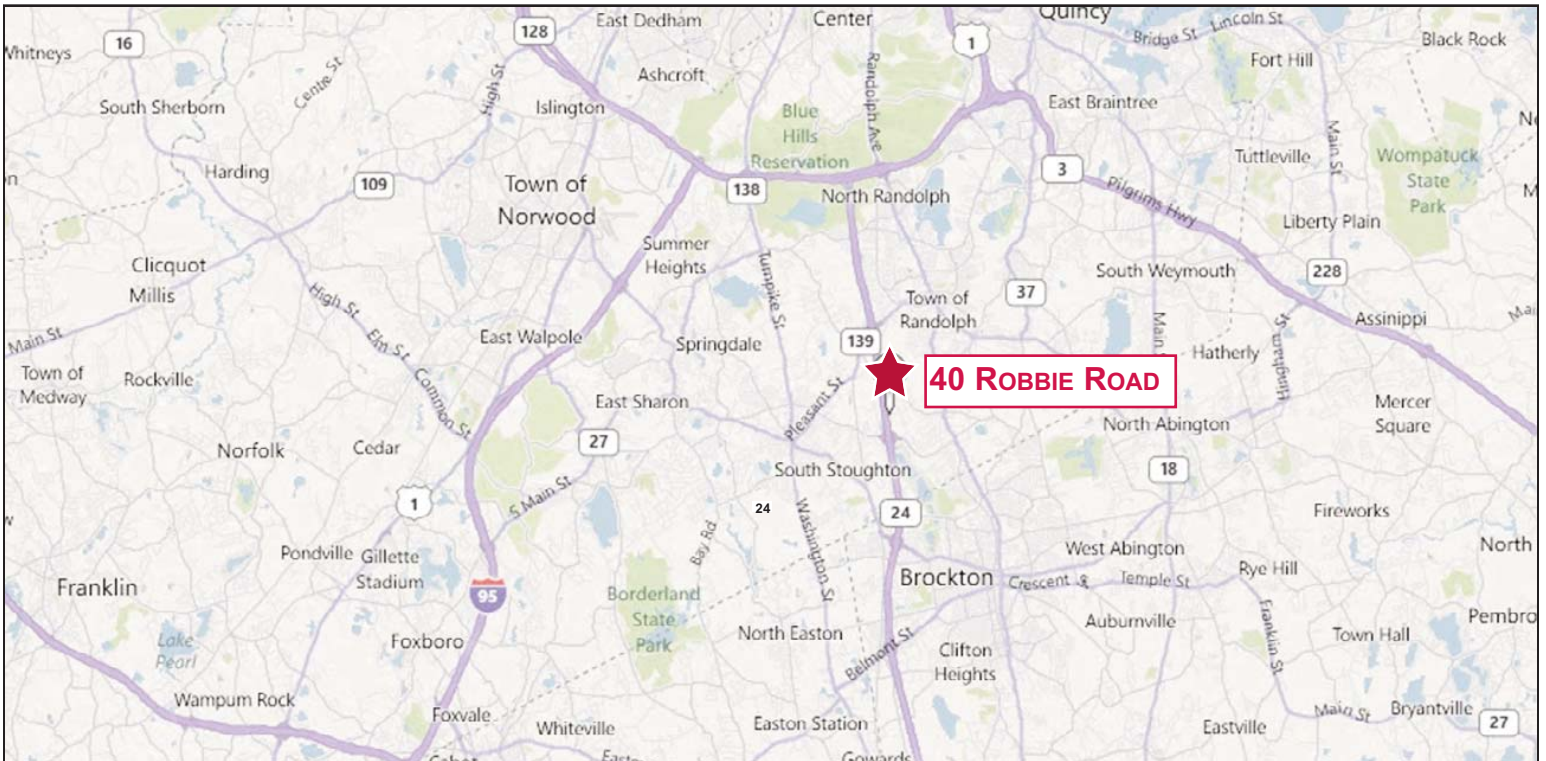 East Dedham
Center
Quincy
Lincoln St
Bridge St
Black Rock
16
128
1
Whitneys
Centre St
High St
Ashcroft
Randolph Ave
Fort Hill
South Sherborn
Islington
Blue
Hills
Reservation
East Braintree
Main St
Tuttleville
Wompatuck
State
Park
Harding
109
Town of
Norwood
138
North Randolph
3
Pilgrims Hwy
Liberty Plain
Summer
Heights
Clicquot
Millis
Turnpike St
South Weymouth
228
High St
37
Town of
Randolph
Main St
Elm St
East Walpole
Springdale
139
Main
Hatherly
Hingham St
Assinippi
Town of
Medway
Rockville
Common St
40 ROBBIE ROAD
East Sharon
Pleasant St
Mercer
Square
Norfolk
Cedar
27
North Abington
South Stoughton
18
1
S Main St
24
Washington St
24
Fireworks
Bay Rd
Pondville
Gillette
Stadium
West Abington
North
Franklin
95
Borderland
State
Park
Brockton
Crescent St
Temple St
Rye Hill
Auburnville
Franklin St
Pembro
Lake
Pearl
Foxboro
North Easton
Belmont St
Clifton
Heights
Town Hall
Wampum Rock
Foxvale
Whiteville
Easton Station
Eastville
Main St
Bryantville
27
Gowards